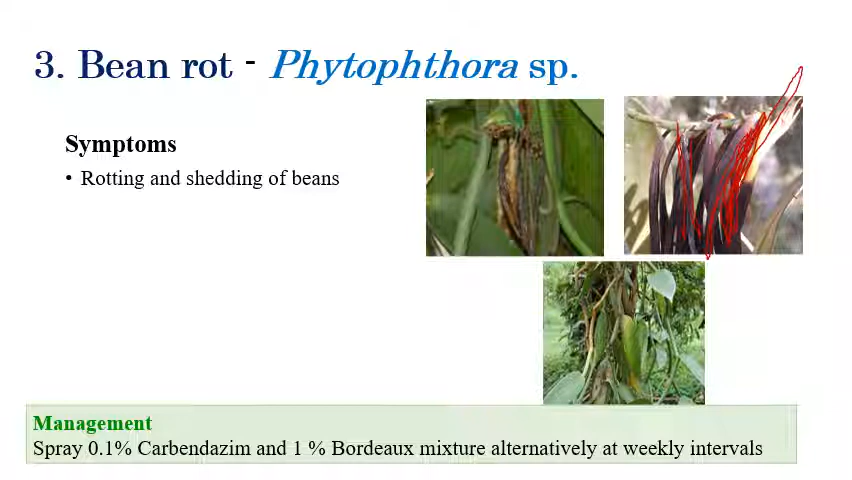 3. Bean rot - Phytophthora sp.
Symptoms
• Rotting and shedding of beans
Management
Spray 0.1% Carbendazim and 1 % Bordeaux mixture alternatively at weekly intervals